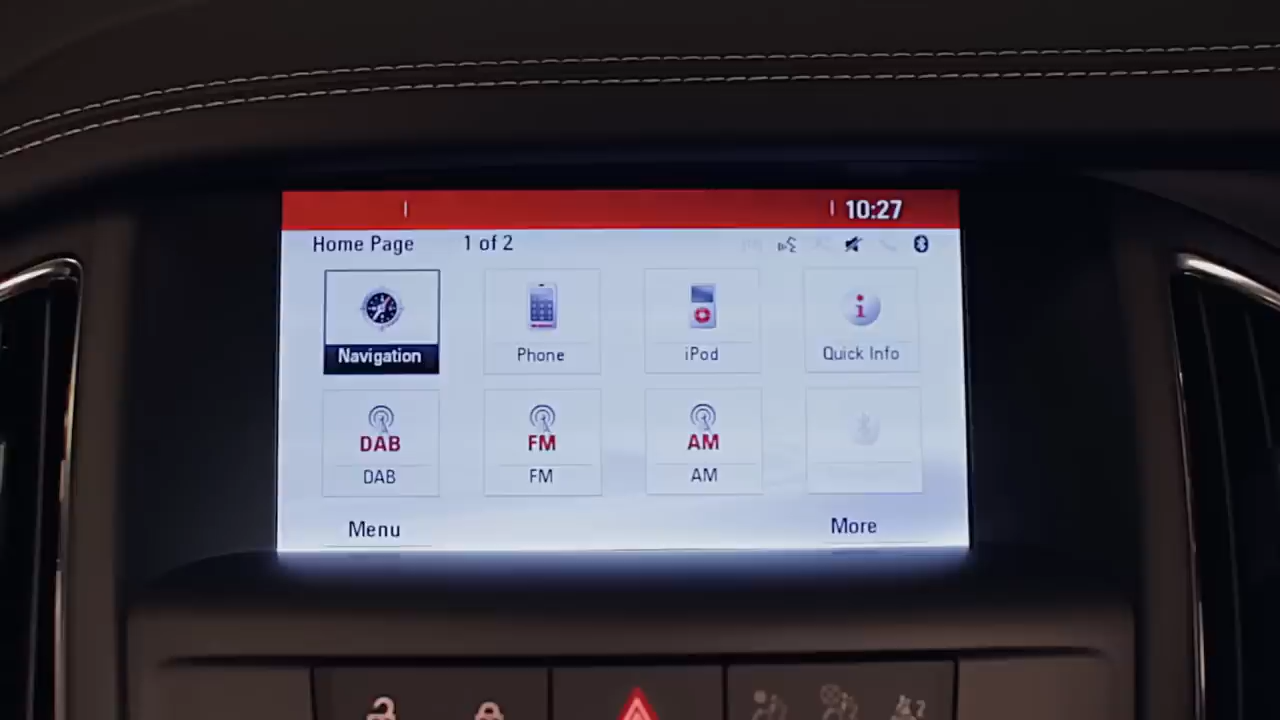 10:27
Home Page 1 of 2
Navigation Phone iPod Quick Info
DAB FM AM
DAB FM AM
Menu More